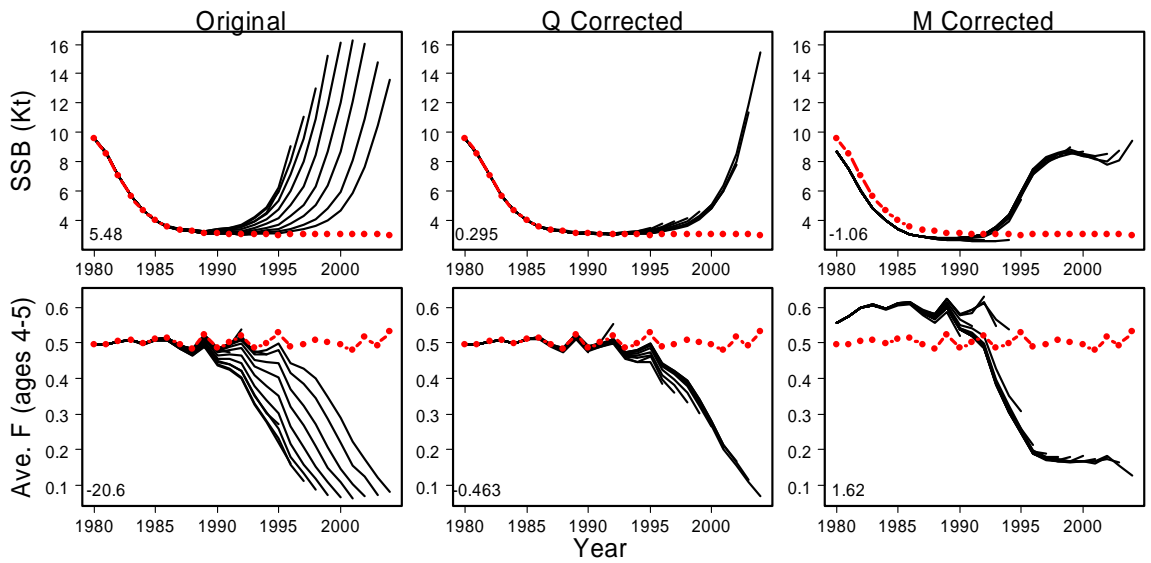 Original Q Corrected M Corrected
SSB (Kt)
16 14 12 10 8 6 4
5.48
1980 1985 1990 1995 2000
16 14 12 10 8 6 4
0.295
1980 1985 1990 1995 2000
16 14 12 10 8 6 4
-1.06
1980 1985 1990 1995 2000
Ave. F (ages 4-5)
0.6 0.5 0.4 0.3 0.2 0.1
-20.6
1980 1985 1990 1995 2000
0.6 0.5 0.4 0.3 0.2 0.1
-0.463
1980 1985 1990 1995 2000
0.6 0.5 0.4 0.3 0.2 0.1
1.62
1980 1985 1990 1995 2000
Year